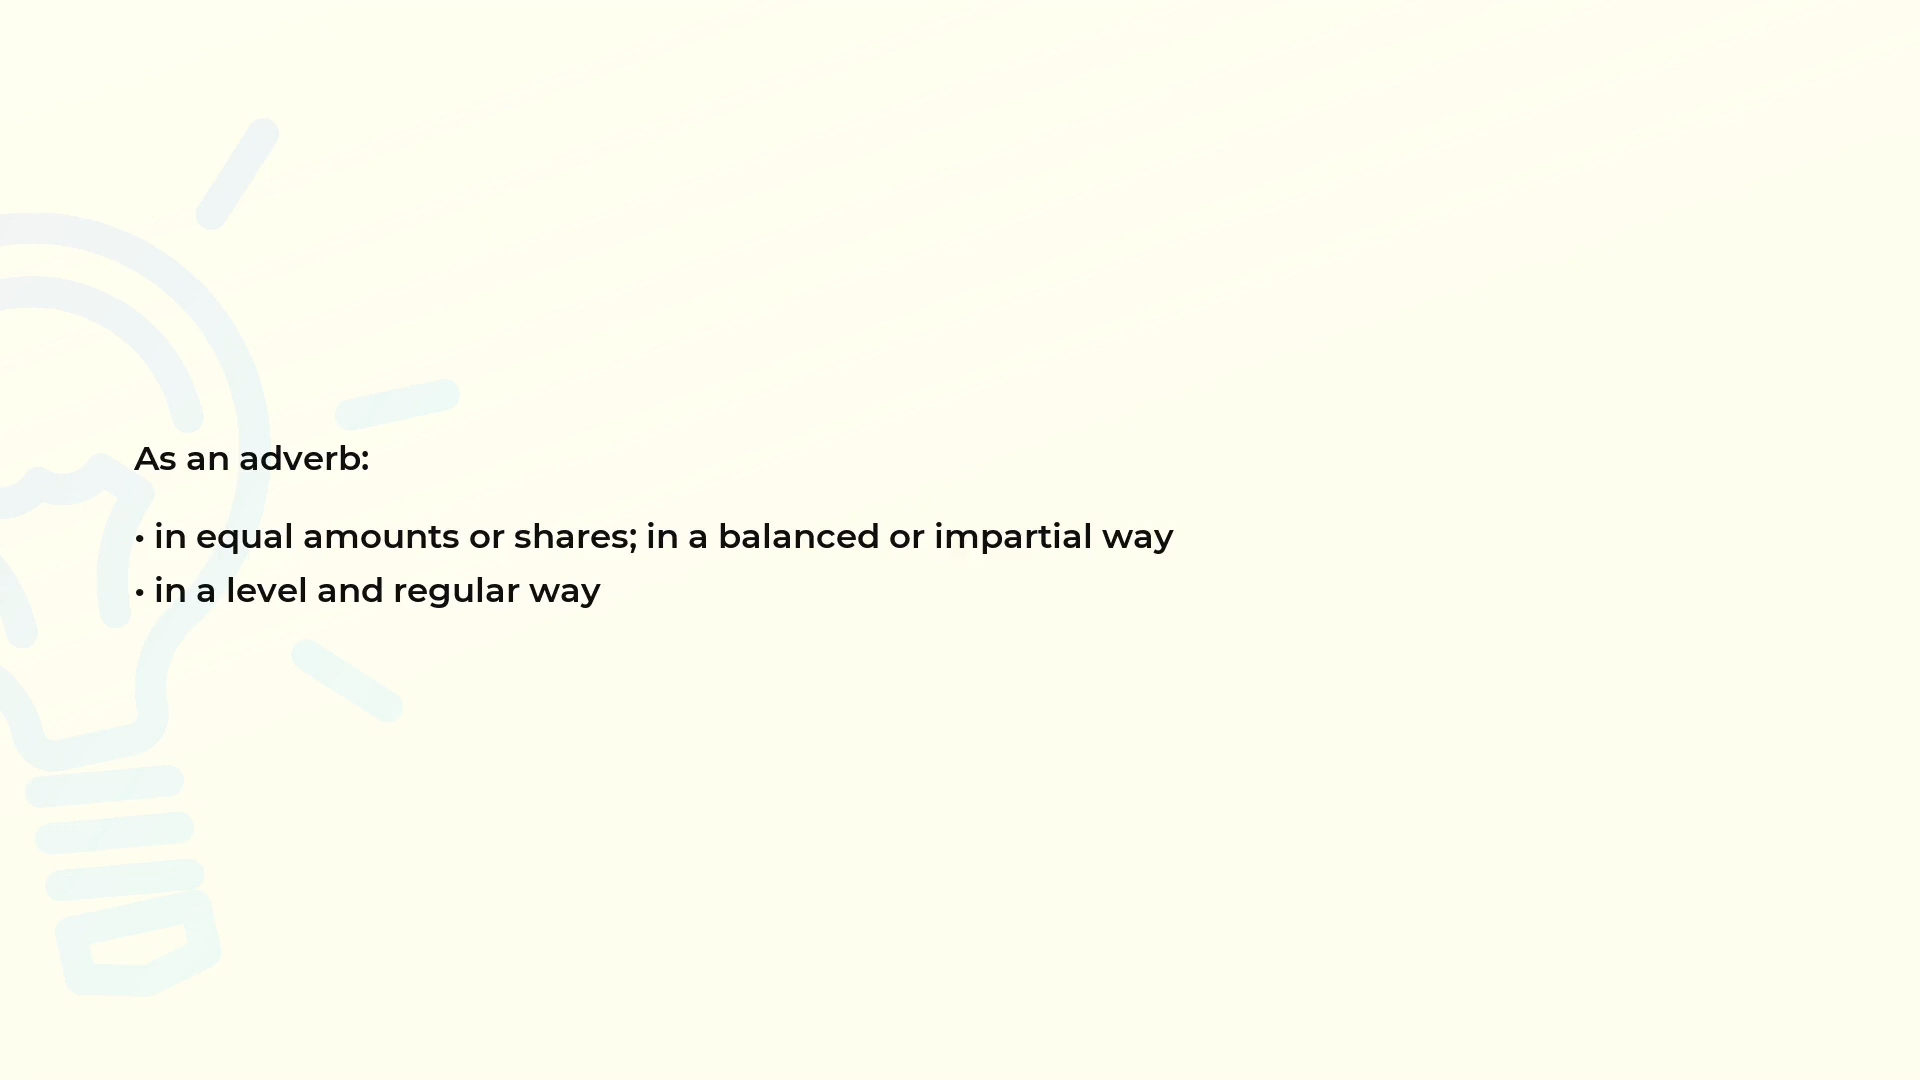 As an adverb:
• in equal amounts or shares; in a balanced or impartial way
• in a level and regular way